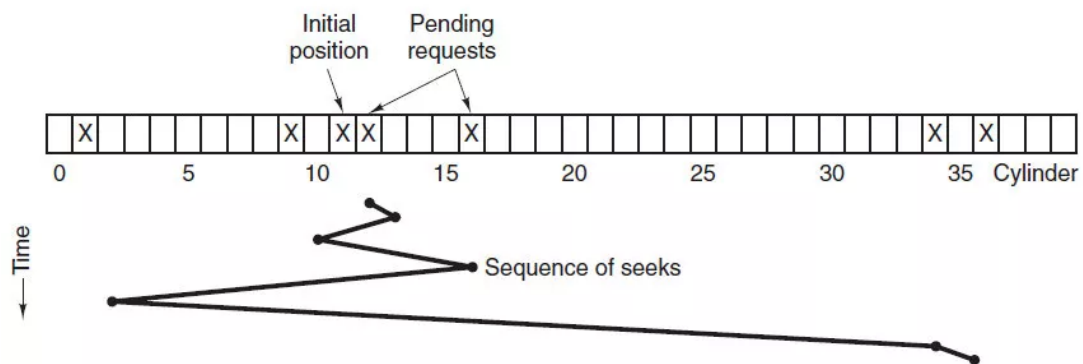 Initial
position
Pending
requests
X X X X X X X
0 5 10 15 20 25 30 35 Cylinder
Sequence of seeks
Time